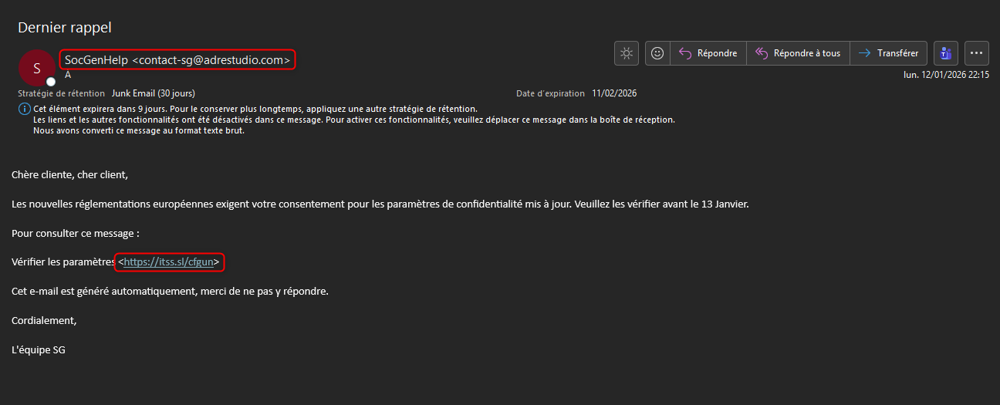 Dernier rappel
S
SocGenHelp <contact-sg@adrestudio.com>
A
Répondre
Répondre à tous
Transférer
lun. 12/01/2026 22:15
Stratégie de rétention Junk Email (30 jours)
Date d'expiration 11/02/2026
Cet élément expirera dans 9 jours. Pour le conserver plus longtemps, appliquez une autre stratégie de rétention.
Les liens et les autres fonctionnalités ont été désactivés dans ce message. Pour activer ces fonctionnalités, veuillez déplacer ce message dans la boîte de réception.
Nous avons converti ce message au format texte brut.
Chère cliente, cher client,
Les nouvelles réglementations européennes exigent votre consentement pour les paramètres de confidentialité mis à jour. Veuillez les vérifier avant le 13 Janvier.
Pour consulter ce message :
Vérifier les paramètres <https://itss.sl/cfgun>
Cet e-mail est généré automatiquement, merci de ne pas y répondre.
Cordialement,
L'équipe SG